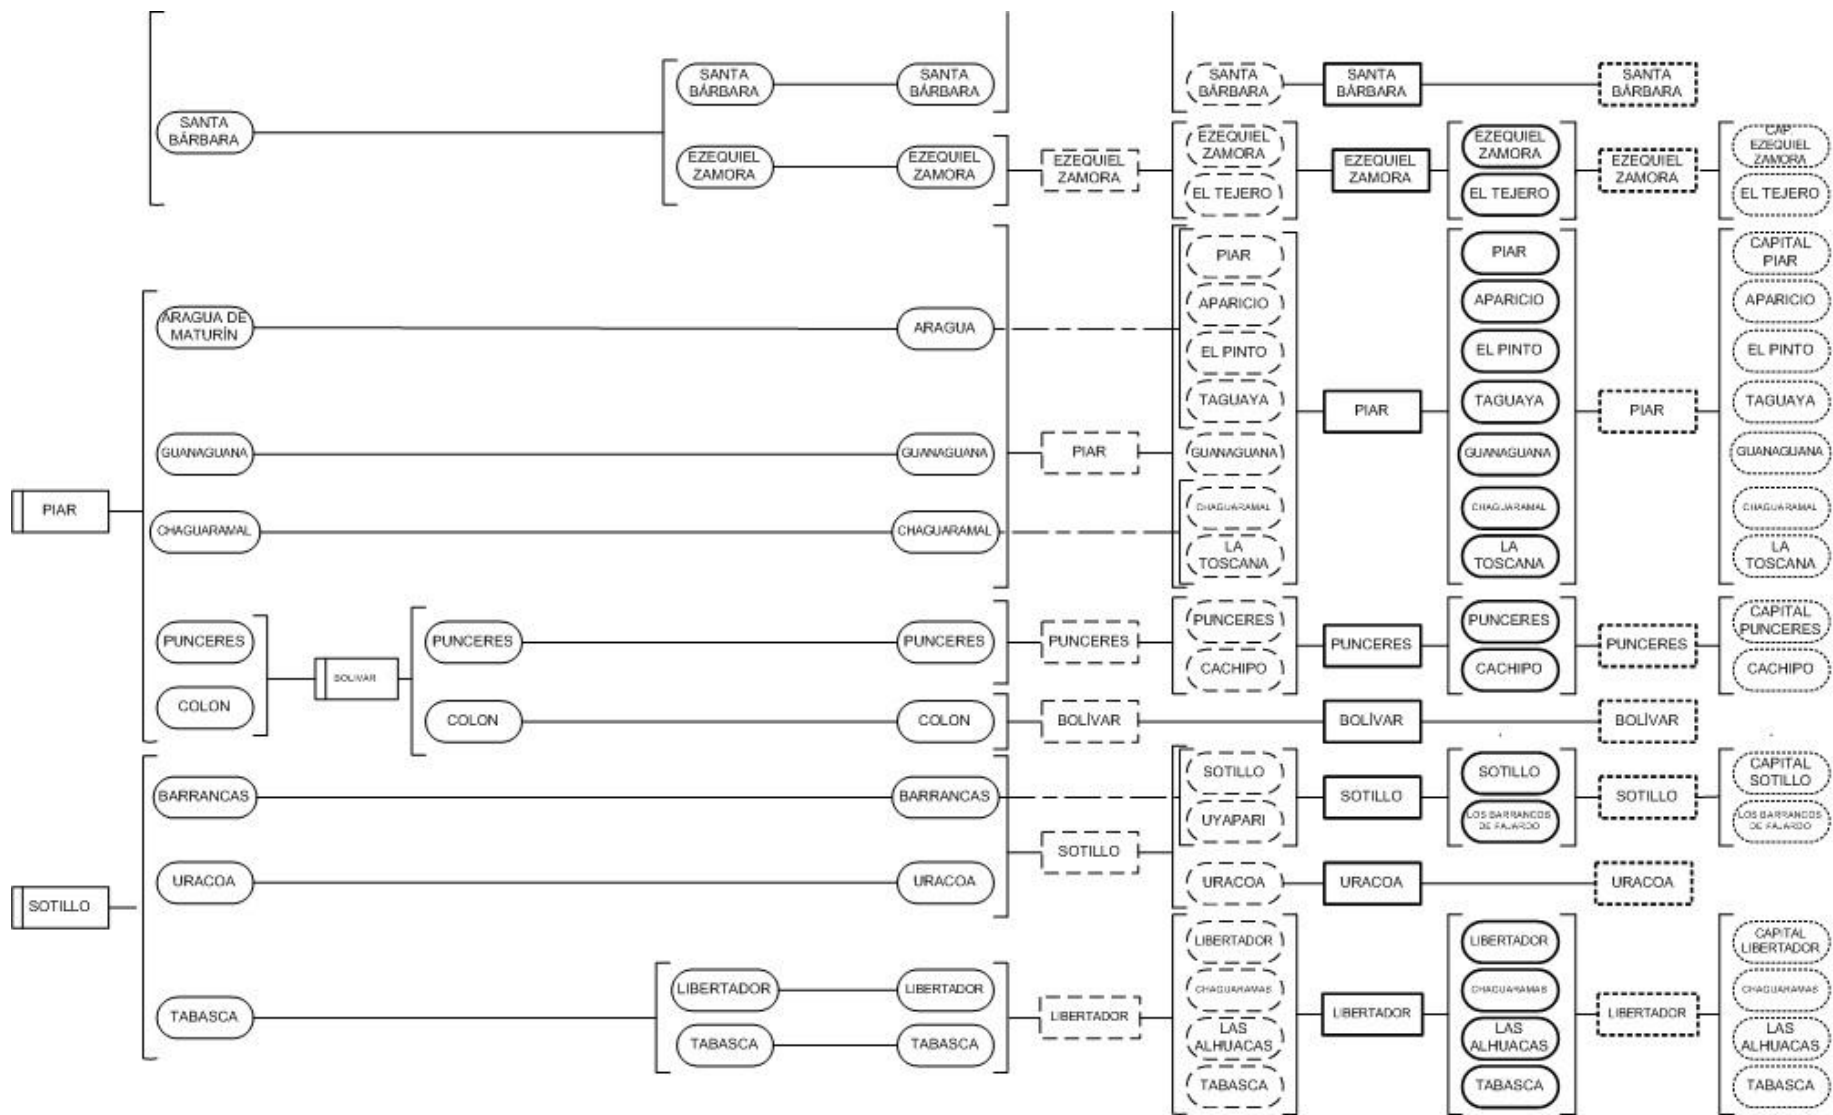 SANTA
BÁRBARA
SANTA
BÁRBARA
SANTA
BÁRBARA
SANTA
BÁRBARA
SANTA
BÁRBARA
SANTA
BÁRBARA
EZEQUIEL
ZAMORA
EZEQUIEL
ZAMORA
EZEQUIEL
ZAMORA
EZEQUIEL
ZAMORA
EL TEJERO
EZEQUIEL
ZAMORA
EZEQUIEL
ZAMORA
EL TEJERO
EZEQUIEL
ZAMORA
CAP.
EZEQUIEL
ZAMORA
EL TEJERO
PIAR
ARAGUA DE
MATURÍN
ARAGUA
GUANAGUANA
GUANAGUANA
CHAGUARAMAL
CHAGUARAMAL
PIAR
PIAR
APARICIO
EL PINTO
TAGUAYA
GUANAGUANA
CHAGUARAMAL
LA
TOSCANA
PIAR
PIAR
APARICIO
EL PINTO
TAGUAYA
GUANAGUANA
CHAGUARAMAL
LA
TOSCANA
PIAR
CAPITAL
PIAR
APARICIO
EL PINTO
TAGUAYA
GUANAGUANA
CHAGUARAMAL
LA
TOSCANA
PUNCERES
COLON
BOLIVAR
PUNCERES
COLON
PUNCERES
COLON
PUNCERES
PUNCERES
CACHIPO
PUNCERES
PUNCERES
CACHIPO
PUNCERES
CAPITAL
PUNCERES
CACHIPO
BOLÍVAR
BOLÍVAR
BOLÍVAR
SOTILLO
BARRANCAS
BARRANCAS
URACOA
URACOA
SOTILLO
SOTILLO
UYAPARI
URACOA
SOTILLO
SOTILLO
LOS BARRANCOS
DE FAJARDO
SOTILLO
CAPITAL
SOTILLO
LOS BARRANCOS
DE FAJARDO
URACOA
URACOA
TABASCA
LIBERTADOR
TABASCA
LIBERTADOR
TABASCA
LIBERTADOR
LIBERTADOR
CHAGUARAMAS
LAS
ALHUACAS
TABASCA
LIBERTADOR
LIBERTADOR
CHAGUARAMAS
LAS
ALHUACAS
TABASCA
LIBERTADOR
CAPITAL
LIBERTADOR
CHAGUARAMAS
LAS
ALHUACAS
TABASCA